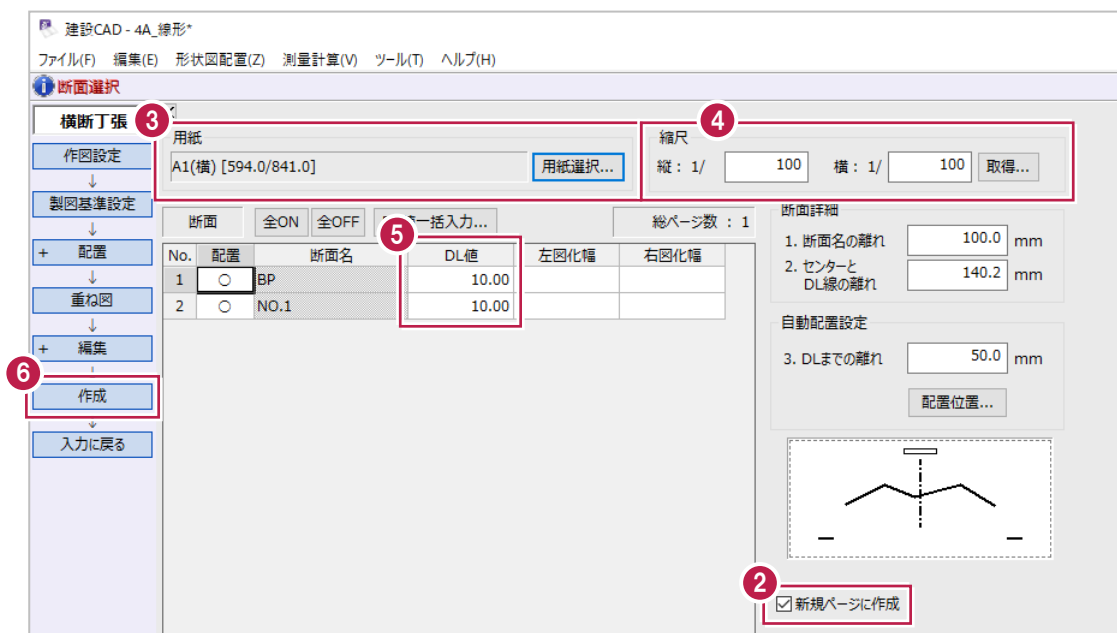 建設CAD - 4A_線形*
ファイル(F) 編集(E) 形状図配置(Z) 測量計算(V) ツール(T) ヘルプ(H)
断面選択
横断丁張
作図設定
↓
製図基準設定
↓
+ 配置
↓
重ね図
↓
+ 編集
6
作成
↓
入力に戻る
3
用紙
A1(横) [594.0/841.0] 用紙選択...
4
縮尺
縦： 1/ 100 横： 1/ 100 取得...
断面 全ON 全OFF 一括入力... 総ページ数 ： 1
5
No. 配置 断面名 DL値 左図化幅 右図化幅
1 ○ BP 10.00
2 ○ NO.1 10.00
断面詳細
1. 断面名の離れ 100.0 mm
2. センターと
DL線の離れ 140.2 mm
自動配置設定
3. DLまでの離れ 50.0 mm
配置位置...
2
新規ページに作成